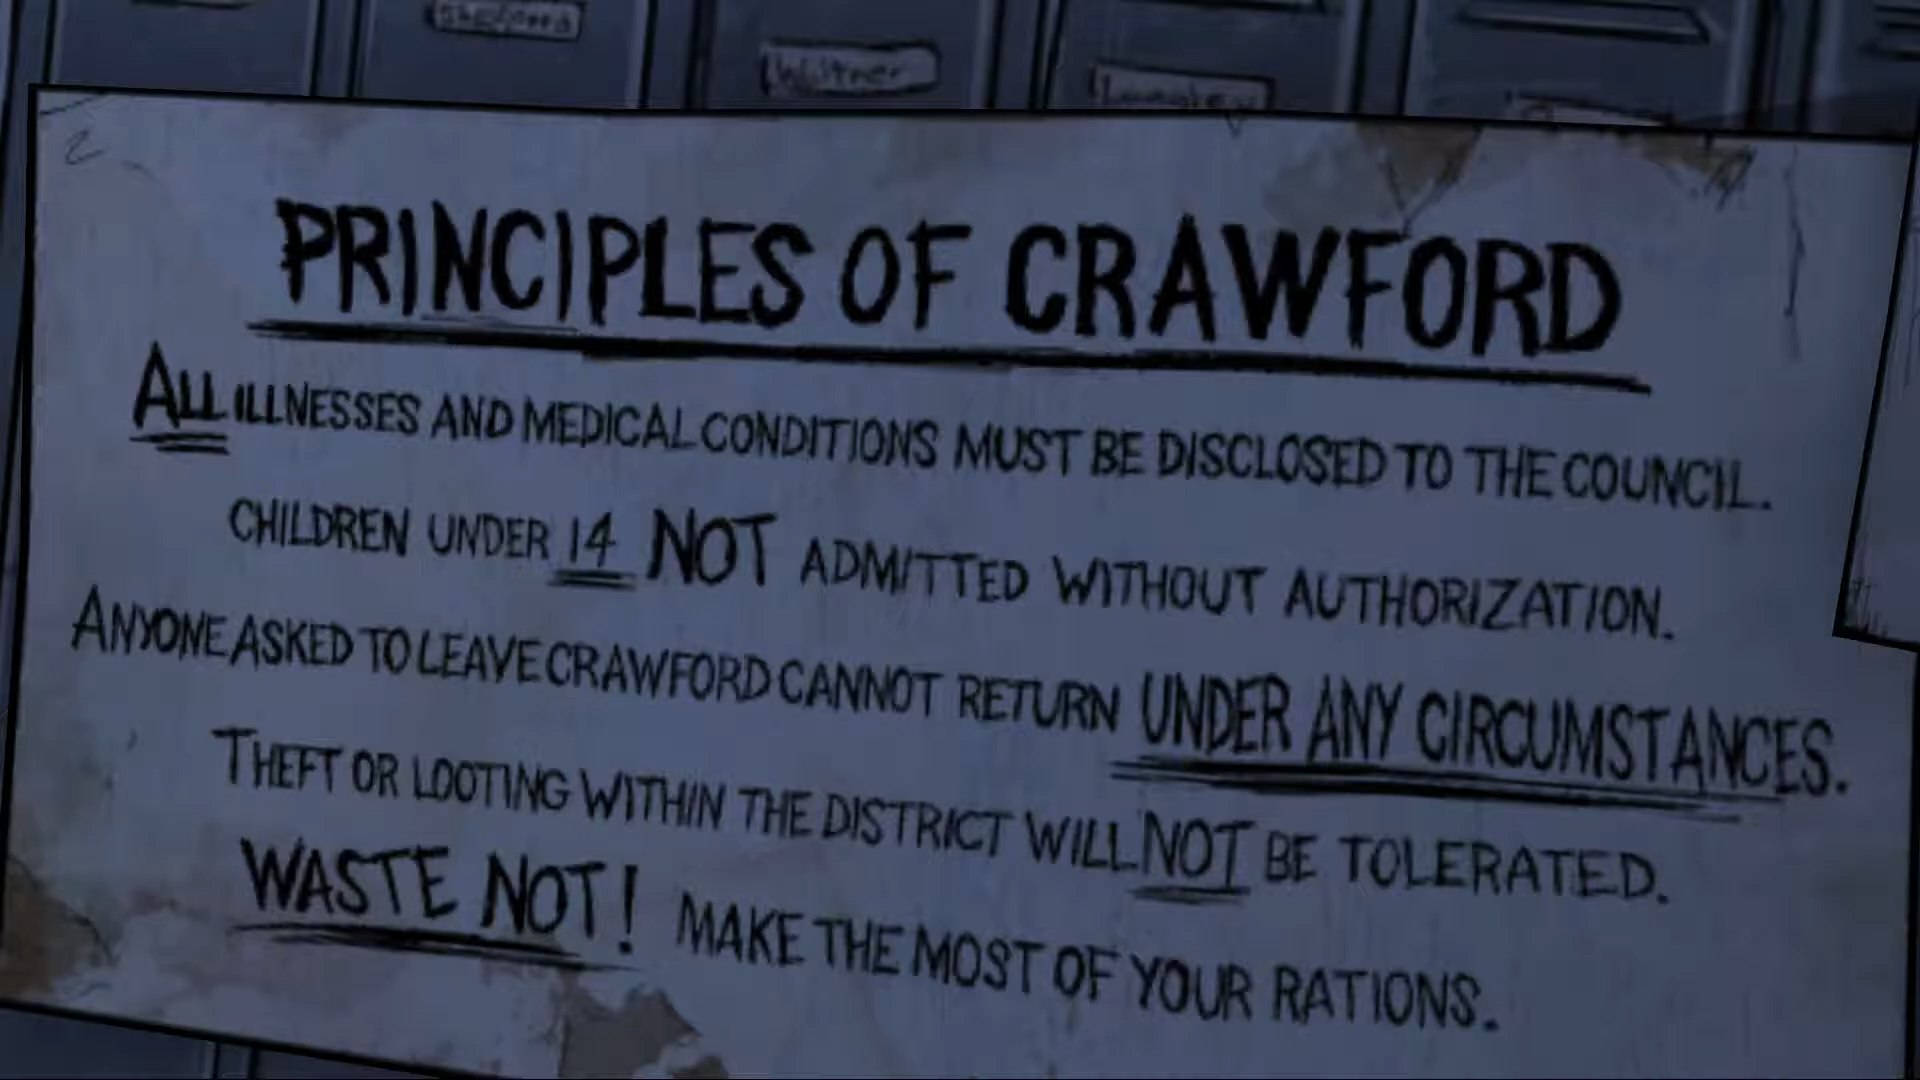 Shepperd
Wiltner
PRINCIPLES OF CRAWFORD
ALL ILLNESSES AND MEDICAL CONDITIONS MUST BE DISCLOSED TO THE COUNCIL.
CHILDREN UNDER 14 NOT ADMITTED WITHOUT AUTHORIZATION.
ANYONE ASKED TO LEAVE CRAWFORD CANNOT RETURN UNDER ANY CIRCUMSTANCES.
THEFT OR LOOTING WITHIN THE DISTRICT WILL NOT BE TOLERATED.
WASTE NOT! MAKE THE MOST OF YOUR RATIONS.